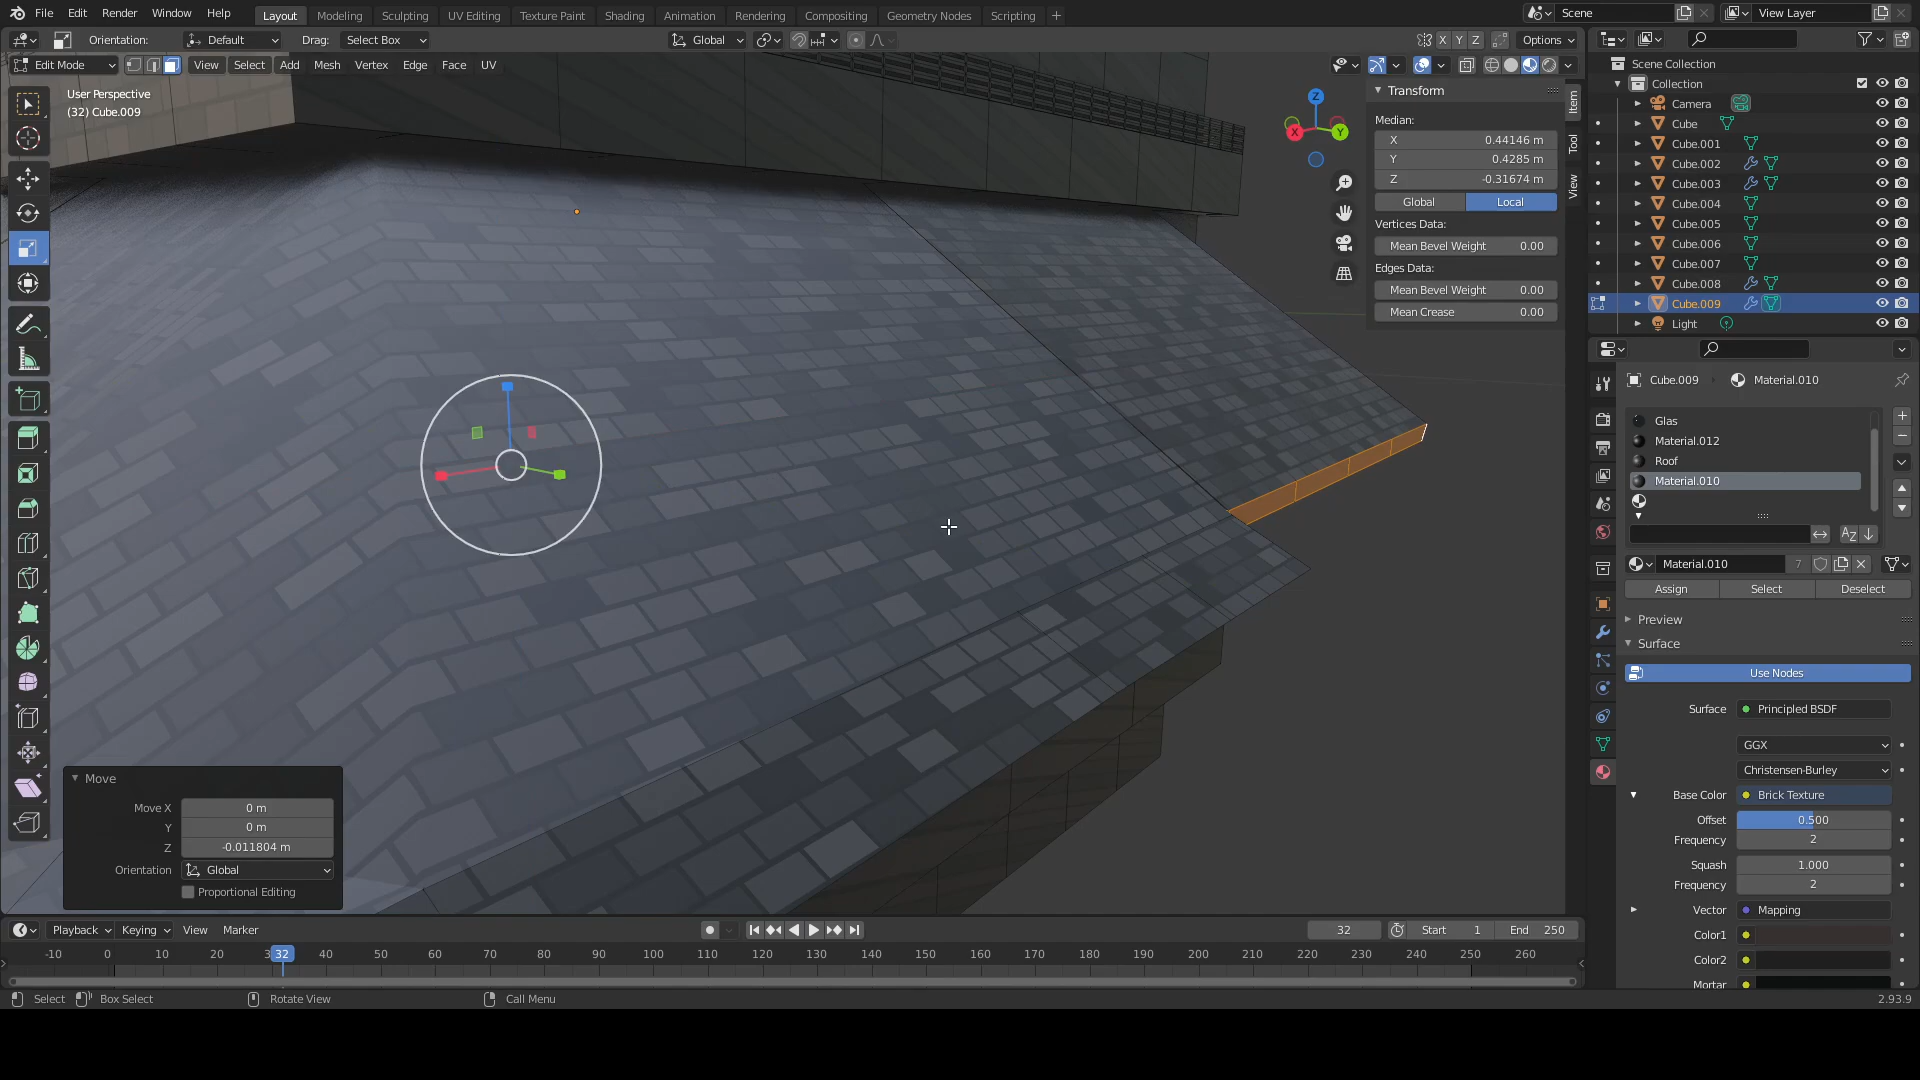 File Edit Render Window Help Layout Modeling Sculpting UV Editing Texture Paint Shading Animation Rendering Compositing Geometry Nodes Scripting Scene View Layer
Orientation: Default Drag: Select Box Global X Y Z Options
Edit Mode View Select Add Mesh Vertex Edge Face UV
User Perspective
(32) Cube.009
Z
X
Y
Transform
Median:
X 0.44146 m
Y 0.4285 m
Z -0.31674 m
Global Local
Vertices Data:
Mean Bevel Weight 0.00
Edges Data:
Mean Bevel Weight 0.00
Mean Crease 0.00
Item
Tool
View
Scene Collection
Collection
Camera
Cube
Cube.001
Cube.002
Cube.003
Cube.004
Cube.005
Cube.006
Cube.007
Cube.008
Cube.009
Light
Cube.009 Material.010
Glas
Material.012
Roof
Material.010
Material.010 7
Assign Select Deselect
Preview
Surface
Use Nodes
Surface Principled BSDF
GGX
Christensen-Burley
Base Color Brick Texture
Offset 0.500
Frequency 2
Squash 1.000
Frequency 2
Vector Mapping
Color1
Color2
Mortar
Move
Move X 0 m
Y 0 m
Z -0.011804 m
Orientation Global
Proportional Editing
Playback Keying View Marker 32 Start 1 End 250
-10 0 10 20 3 32 40 50 60 70 80 90 100 110 120 130 140 150 160 170 180 190 200 210 220 230 240 250 260
Select Box Select Rotate View Call Menu 2.93.9